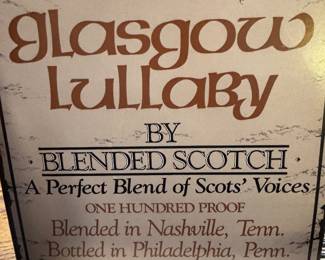 glasgow
lullaby
BY
BLENDED SCOTCH
A Perfect Blend of Scots' Voices
ONE HUNDRED PROOF
Blended in Nashville, Tenn.
Bottled in Philadelphia, Penn.